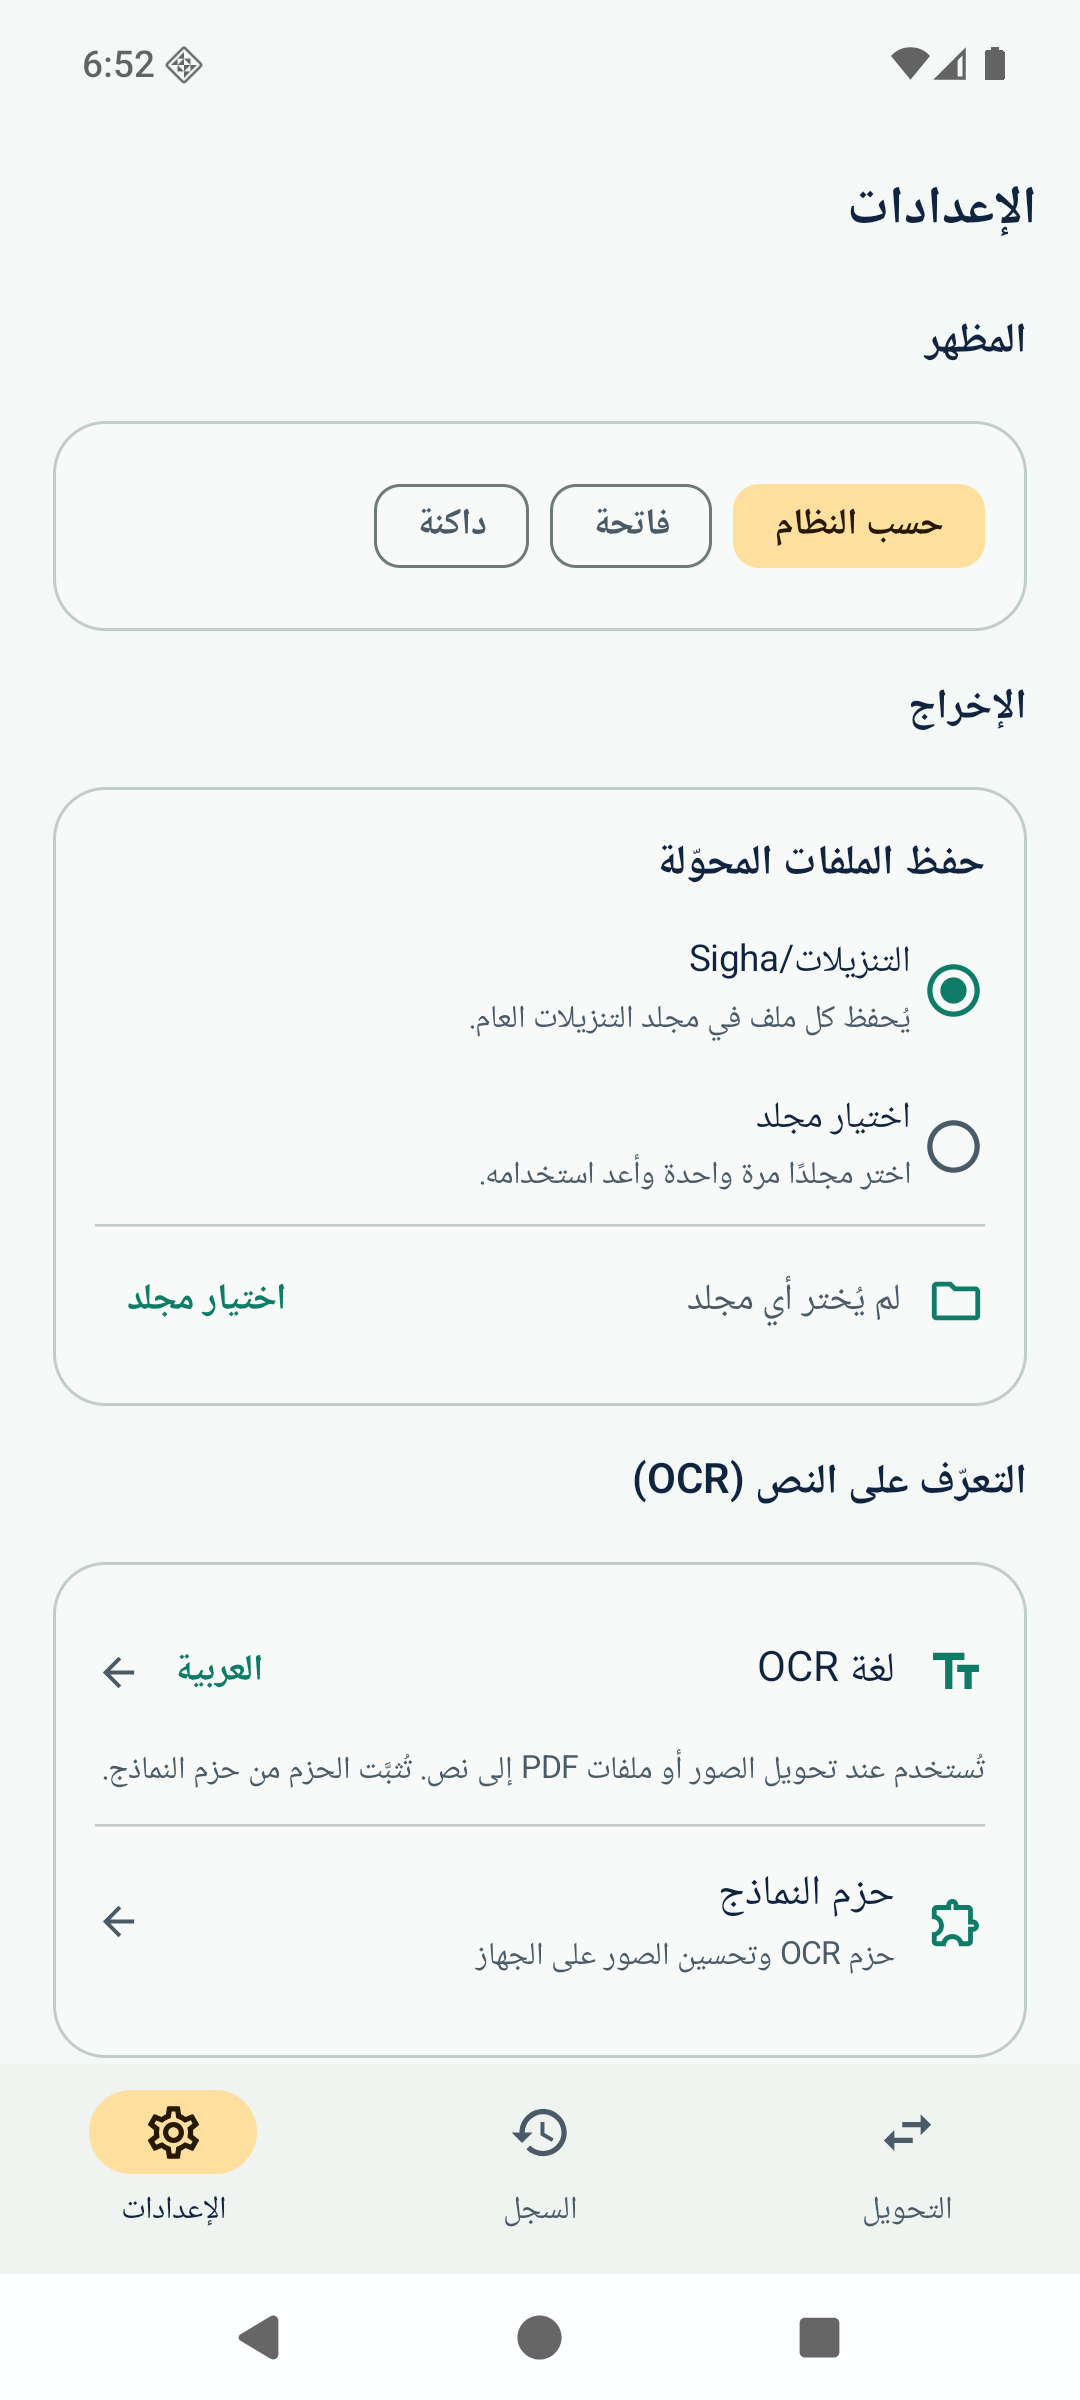 6:52
الإعدادات
المظهر
حسب النظام
فاتحة
داكنة
الإخراج
حفظ الملفات المحوّلة
التنزيلات/Sigha
يُحفظ كل ملف في مجلد التنزيلات العام.
اختيار مجلد
اختر مجلدًا مرة واحدة وأعد استخدامه.
لم يُختر أي مجلد
اختيار مجلد
التعرّف على النص (OCR)
لغة OCR
العربية
تُستخدم عند تحويل الصور أو ملفات PDF إلى نص. تُثبَّت الحزم من حزم النماذج.
حزم النماذج
حزم OCR وتحسين الصور على الجهاز
التحويل
السجل
الإعدادات